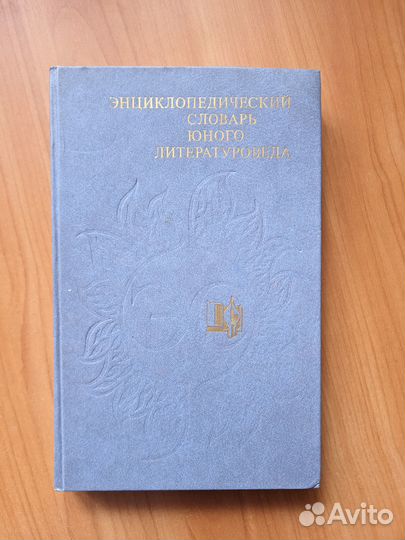 ЭНЦИКЛОПЕДИЧЕСКИЙ
СЛОВАРЬ
ЮНОГО
ЛИТЕРАТУРОВЕДА
Avito